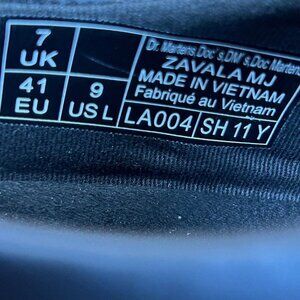 7 UK
41 EU
9 US L
Dr. Martens, Doc's, DM's, Doc Martens
ZAVALA MJ
MADE IN VIETNAM
Fabriqué au Vietnam
LA004 SH 11 Y